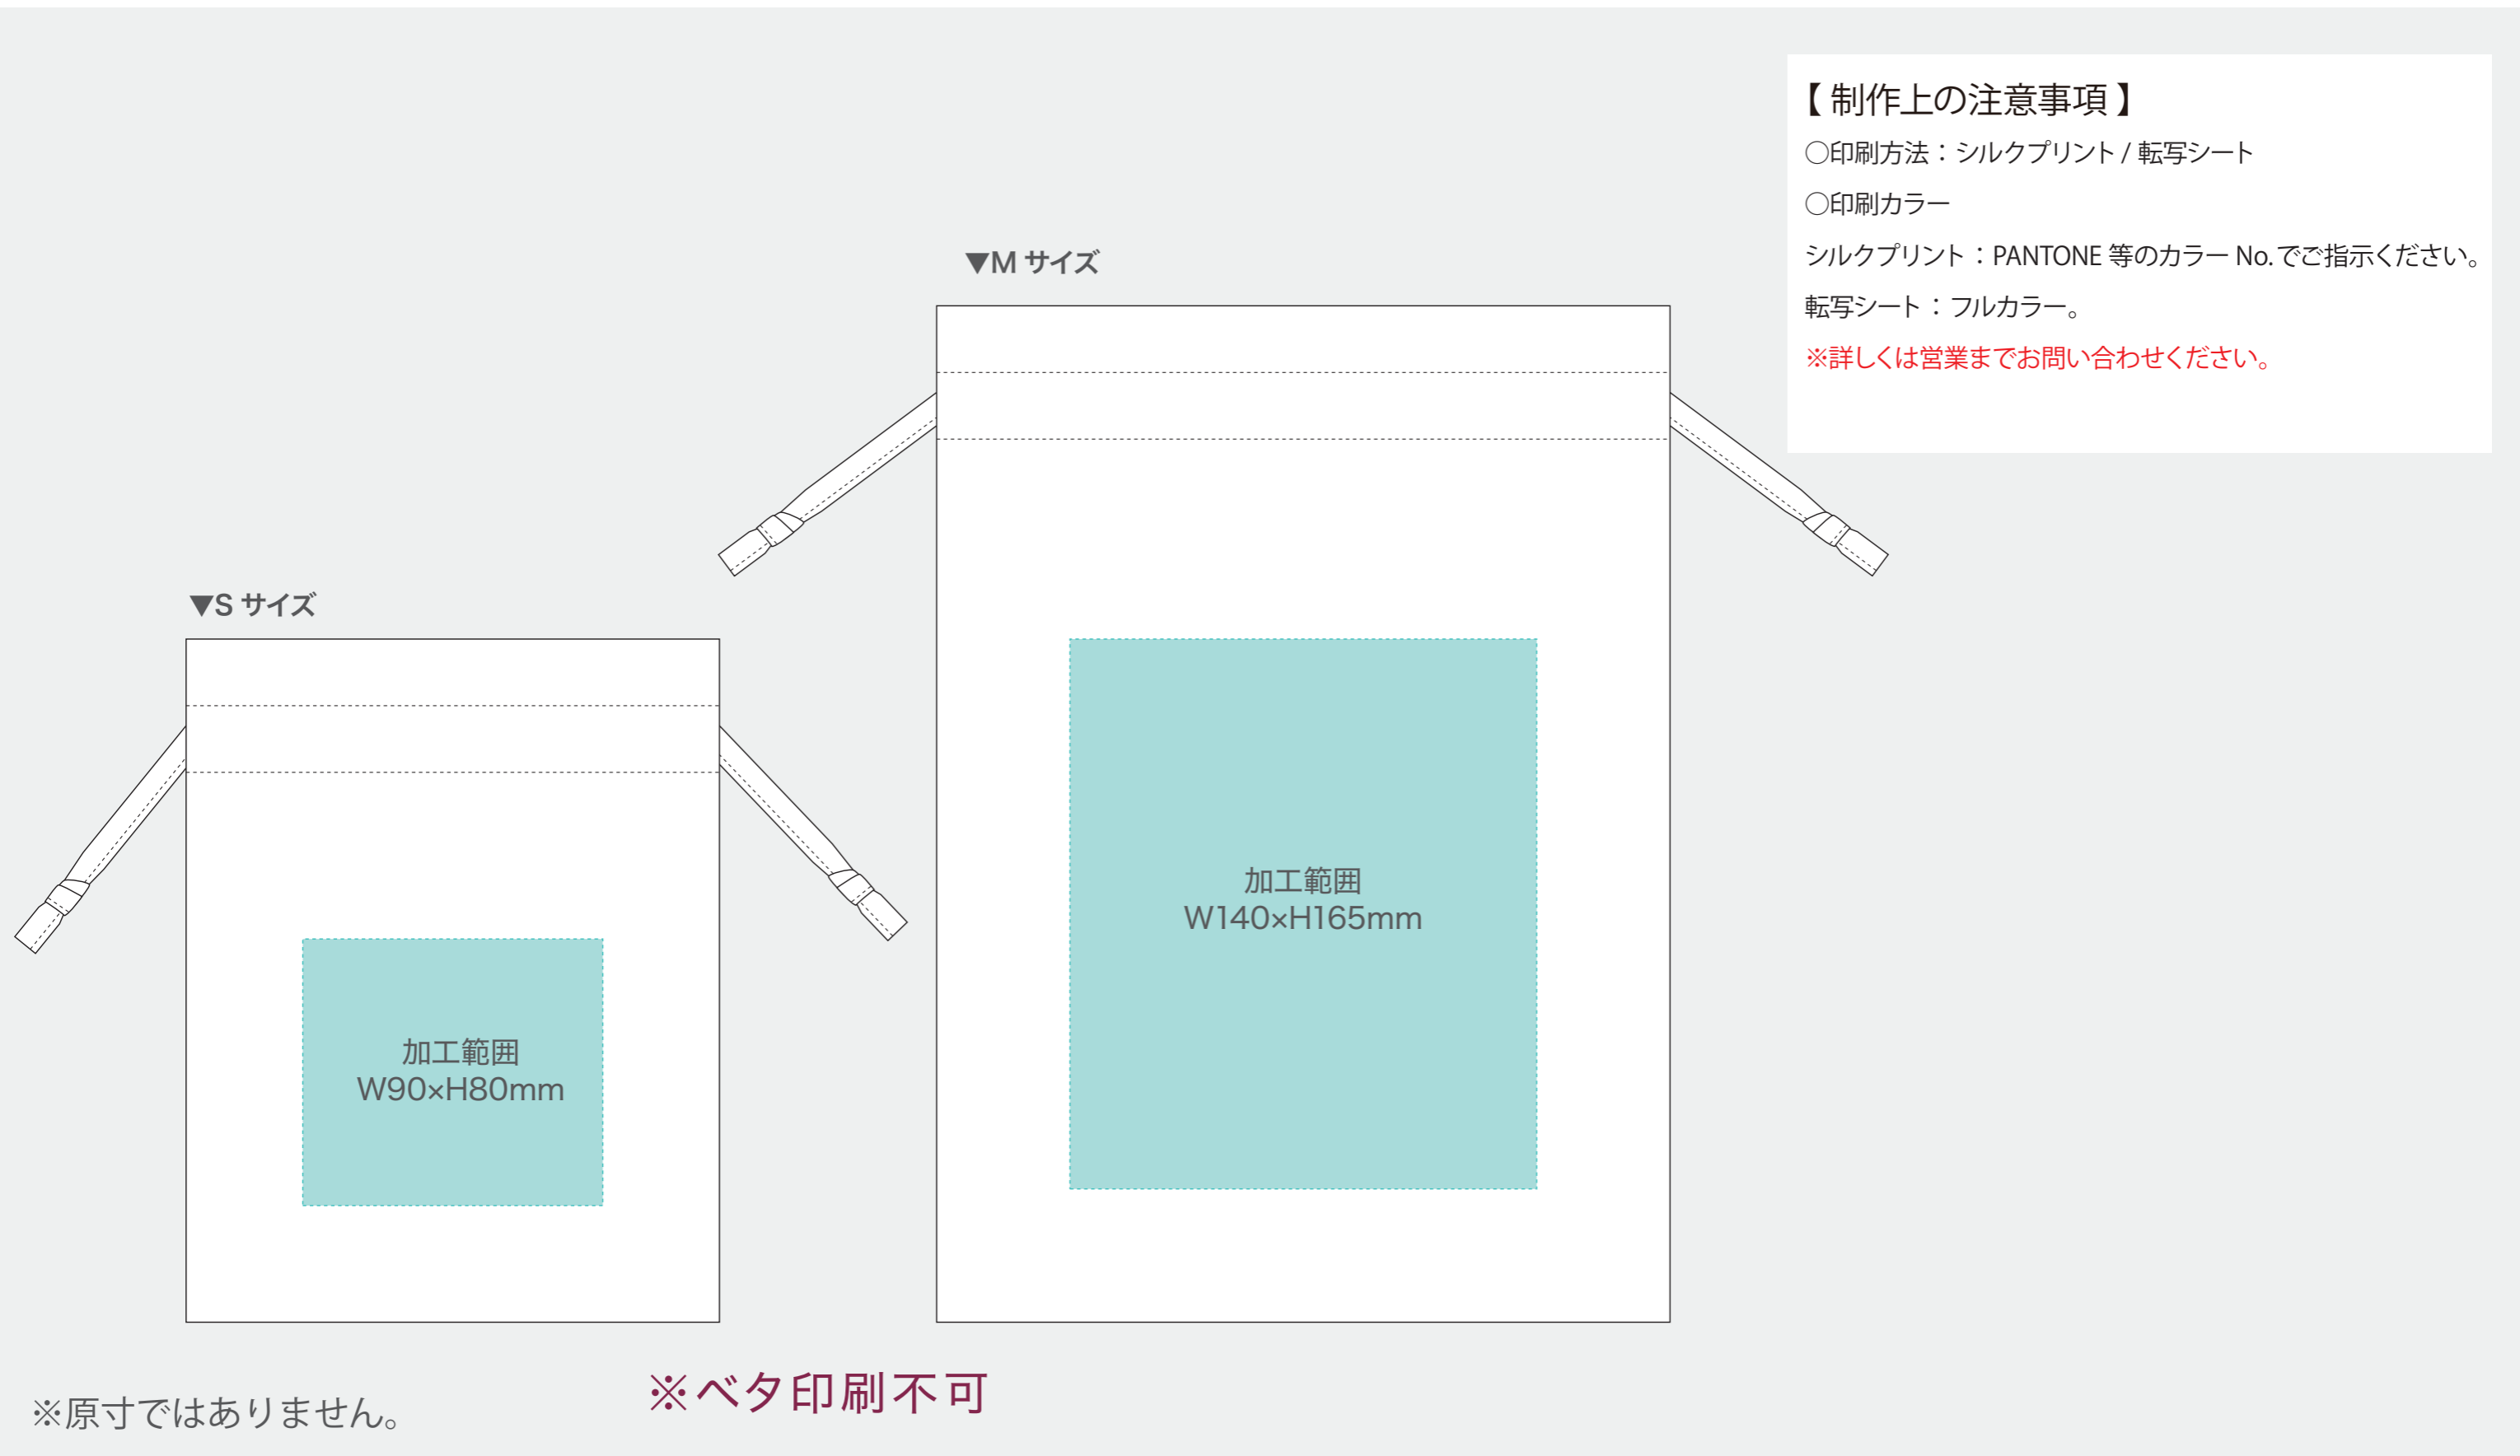 【 制作上の注意事項 】
○印刷方法：シルクプリント / 転写シート
○印刷カラー
シルクプリント：PANTONE 等のカラー No. でご指示ください。
転写シート：フルカラー。
※詳しくは営業までお問い合わせください。
▼M サイズ
加工範囲
W140×H165mm
▼S サイズ
加工範囲
W90×H80mm
※ベタ印刷不可
※原寸ではありません。